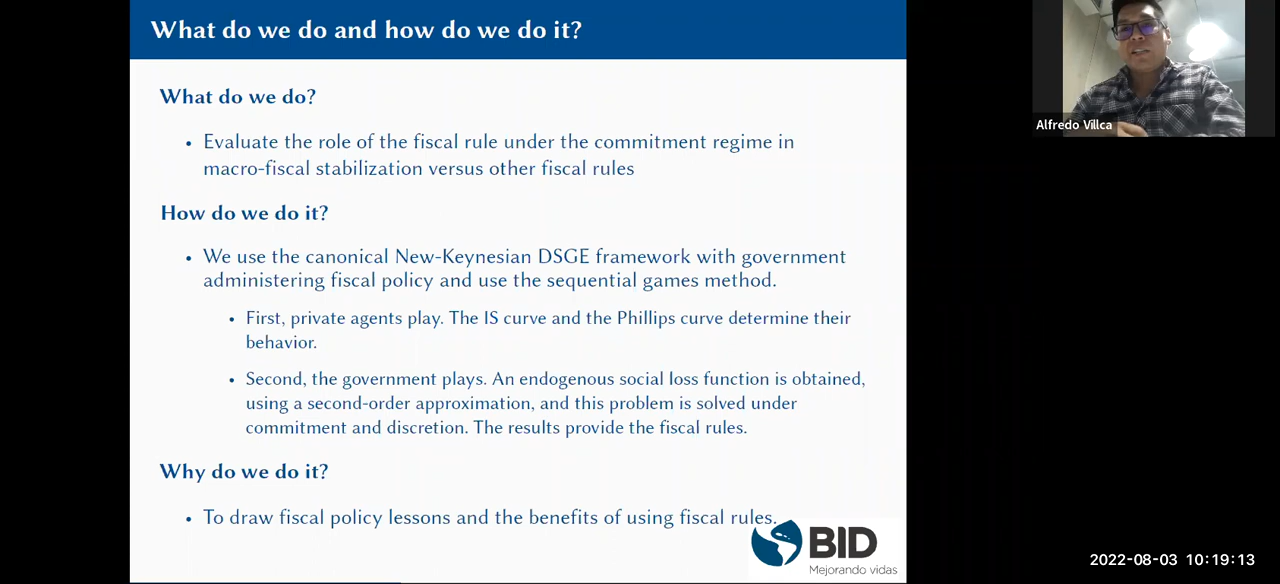 What do we do and how do we do it?
What do we do?
• Evaluate the role of the fiscal rule under the commitment regime in
macro-fiscal stabilization versus other fiscal rules
How do we do it?
• We use the canonical New-Keynesian DSGE framework with government
administering fiscal policy and use the sequential games method.
• First, private agents play. The IS curve and the Phillips curve determine their
behavior.
• Second, the government plays. An endogenous social loss function is obtained,
using a second-order approximation, and this problem is solved under
commitment and discretion. The results provide the fiscal rules.
Why do we do it?
• To draw fiscal policy lessons and the benefits of using fiscal rules.
BID
Mejorando vidas
Alfredo Villca
2022-08-03 10:19:13